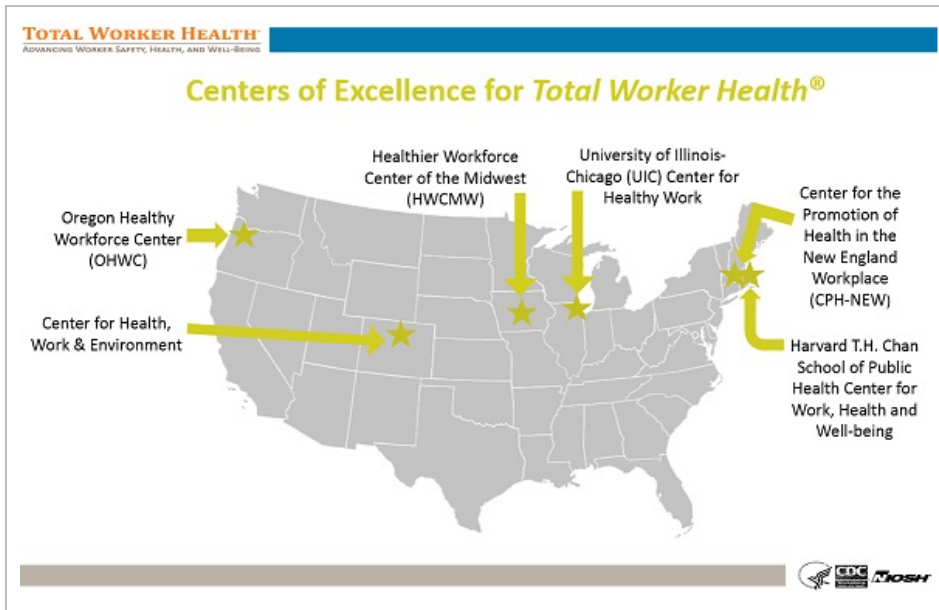 TOTAL WORKER HEALTH
ADVANCING WORKER SAFETY, HEALTH, AND WELL-BEING
Centers of Excellence for Total Worker Health®
Healthier Workforce
Center of the Midwest
(HWCMW)
University of Illinois-
Chicago (UIC) Center for
Healthy Work
Center for the
Promotion of
Health in the
New England
Workplace
(CPH-NEW)
Oregon Healthy
Workforce Center
(OHWC)
Center for Health,
Work & Environment
Harvard T.H. Chan
School of Public
Health Center for
Work, Health and
Well-being
CDC
NIOSH